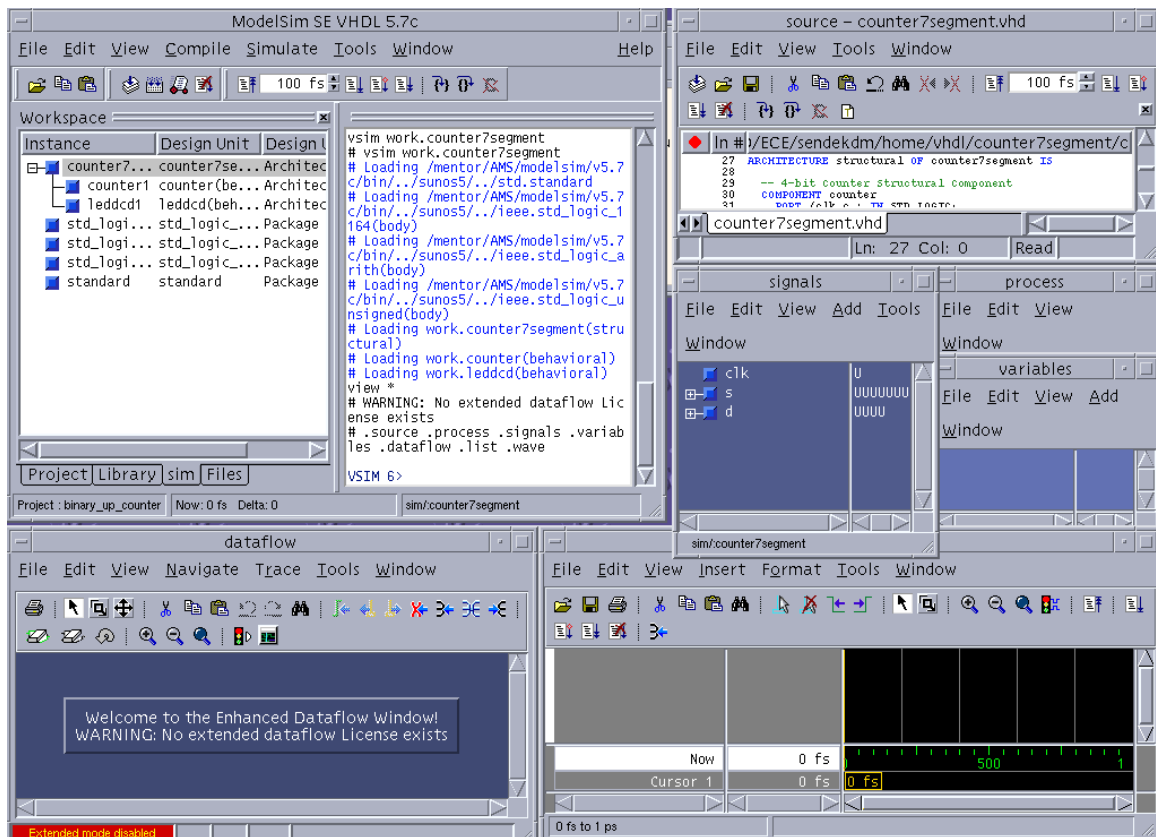 ModelSim SE VHDL 5.7c
File Edit View Compile Simulate Tools Window Help
100 fs
Workspace
Instance Design Unit Design U
counter7... counter7se... Architec
counter1 counter(be... Architec
leddcd1 leddcd(beh... Architec
std_logi... std_logic_... Package
std_logi... std_logic_... Package
std_logi... std_logic_... Package
standard standard Package
Project Library sim Files
vsim work.counter7segment
# vsim work.counter7segment
# Loading /mentor/AMS/modelsim/v5.7
c/bin/../sunos5/../std.standard
# Loading /mentor/AMS/modelsim/v5.7
c/bin/../sunos5/../ieee.std_logic_1
164(body)
# Loading /mentor/AMS/modelsim/v5.7
c/bin/../sunos5/../ieee.std_logic_a
rith(body)
# Loading /mentor/AMS/modelsim/v5.7
c/bin/../sunos5/../ieee.std_logic_u
nsigned(body)
# Loading work.counter7segment(stru
ctural)
# Loading work.counter(behavioral)
# Loading work.leddcd(behavioral)
view *
# WARNING: No extended dataflow Lic
ense exists
# .source .process .signals .variab
les .dataflow .list .wave
VSIM 6>
Project : binary_up_counter Now: 0 fs Delta: 0 sim/:counter7segment
source - counter7segment.vhd
File Edit View Tools Window
100 fs
In # )/ECE/sendekdm/home/vhdl/counter7segment/c
27 ARCHITECTURE structural OF counter7segment IS
28
29 -- 4-bit Counter Structural Component
30 COMPONENT counter
31 PORT (clk_c : IN STD_LOGIC;
counter7segment.vhd
Ln: 27 Col: 0 Read
signals
File Edit View Add Tools
Window
clk U
s UUUUUUU
d UUUU
sim/:counter7segment
process
File Edit View
Window
variables
File Edit View Add
Window
dataflow
File Edit View Navigate Trace Tools Window
Welcome to the Enhanced Dataflow Window!
WARNING: No extended dataflow License exists
Extended mode disabled
File Edit View Insert Format Tools Window
Now 0 fs
500 1
Cursor 1 0 fs 0 fs
0 fs to 1 ps